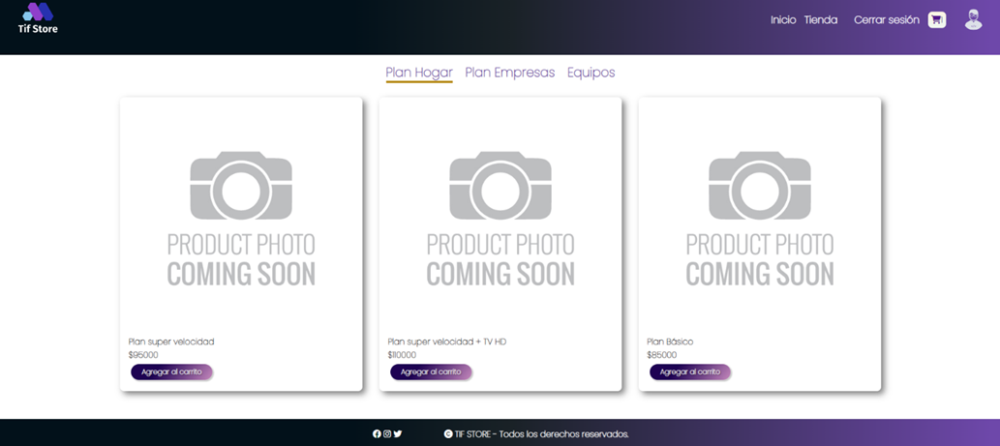 Tif Store
Inicio Tienda Cerrar sesión
Plan Hogar Plan Empresas Equipos
PRODUCT PHOTO
COMING SOON
Plan super velocidad
$95000
Agregar al carrito
PRODUCT PHOTO
COMING SOON
Plan super velocidad + TV HD
$110000
Agregar al carrito
PRODUCT PHOTO
COMING SOON
Plan Básico
$85000
Agregar al carrito
© TIF STORE - Todos los derechos reservados.